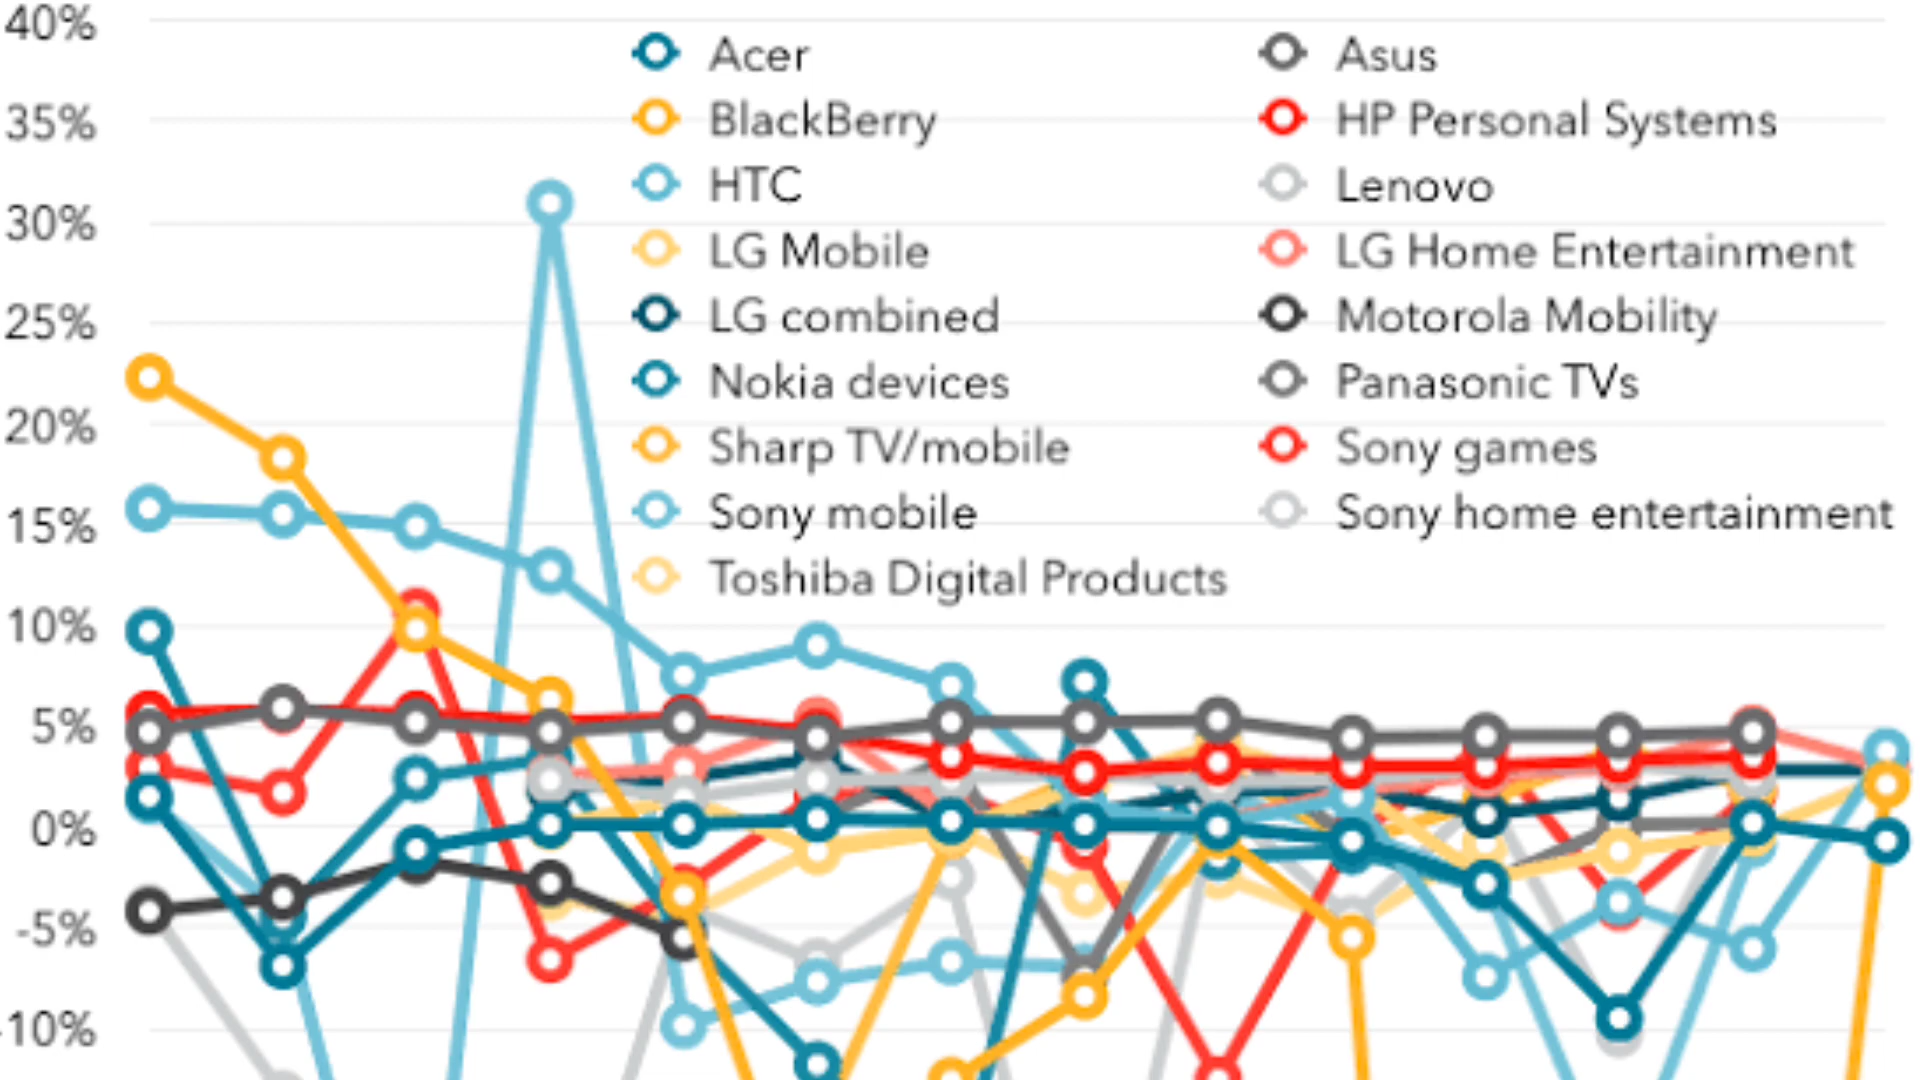 40%
Acer
Asus
35%
BlackBerry
HP Personal Systems
HTC
Lenovo
30%
LG Mobile
LG Home Entertainment
25%
LG combined
Motorola Mobility
Nokia devices
Panasonic TVs
20%
Sharp TV/mobile
Sony games
15%
Sony mobile
Sony home entertainment
Toshiba Digital Products
10%
5%
0%
-5%
-10%